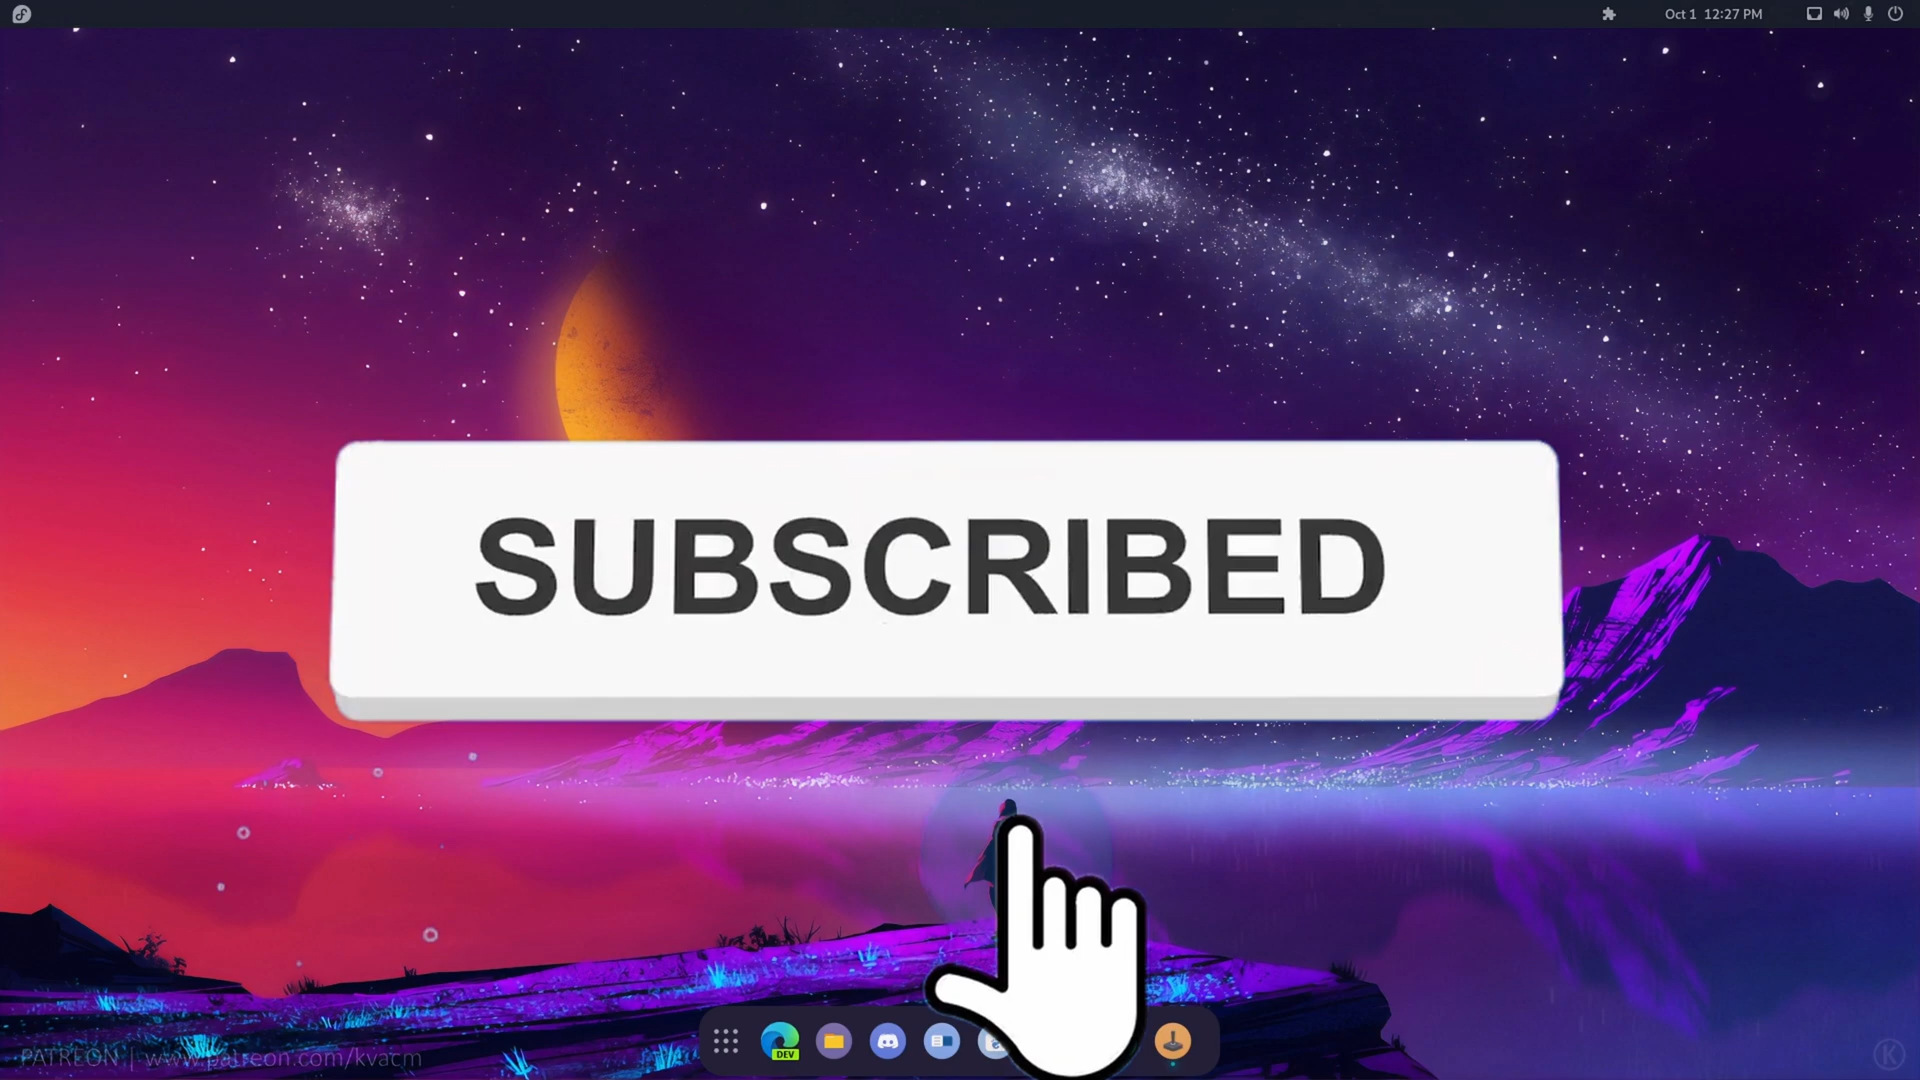 Oct 1 12:27 PM
SUBSCRIBED
DEV
PATREON | www.patreon.com/kvacm
K